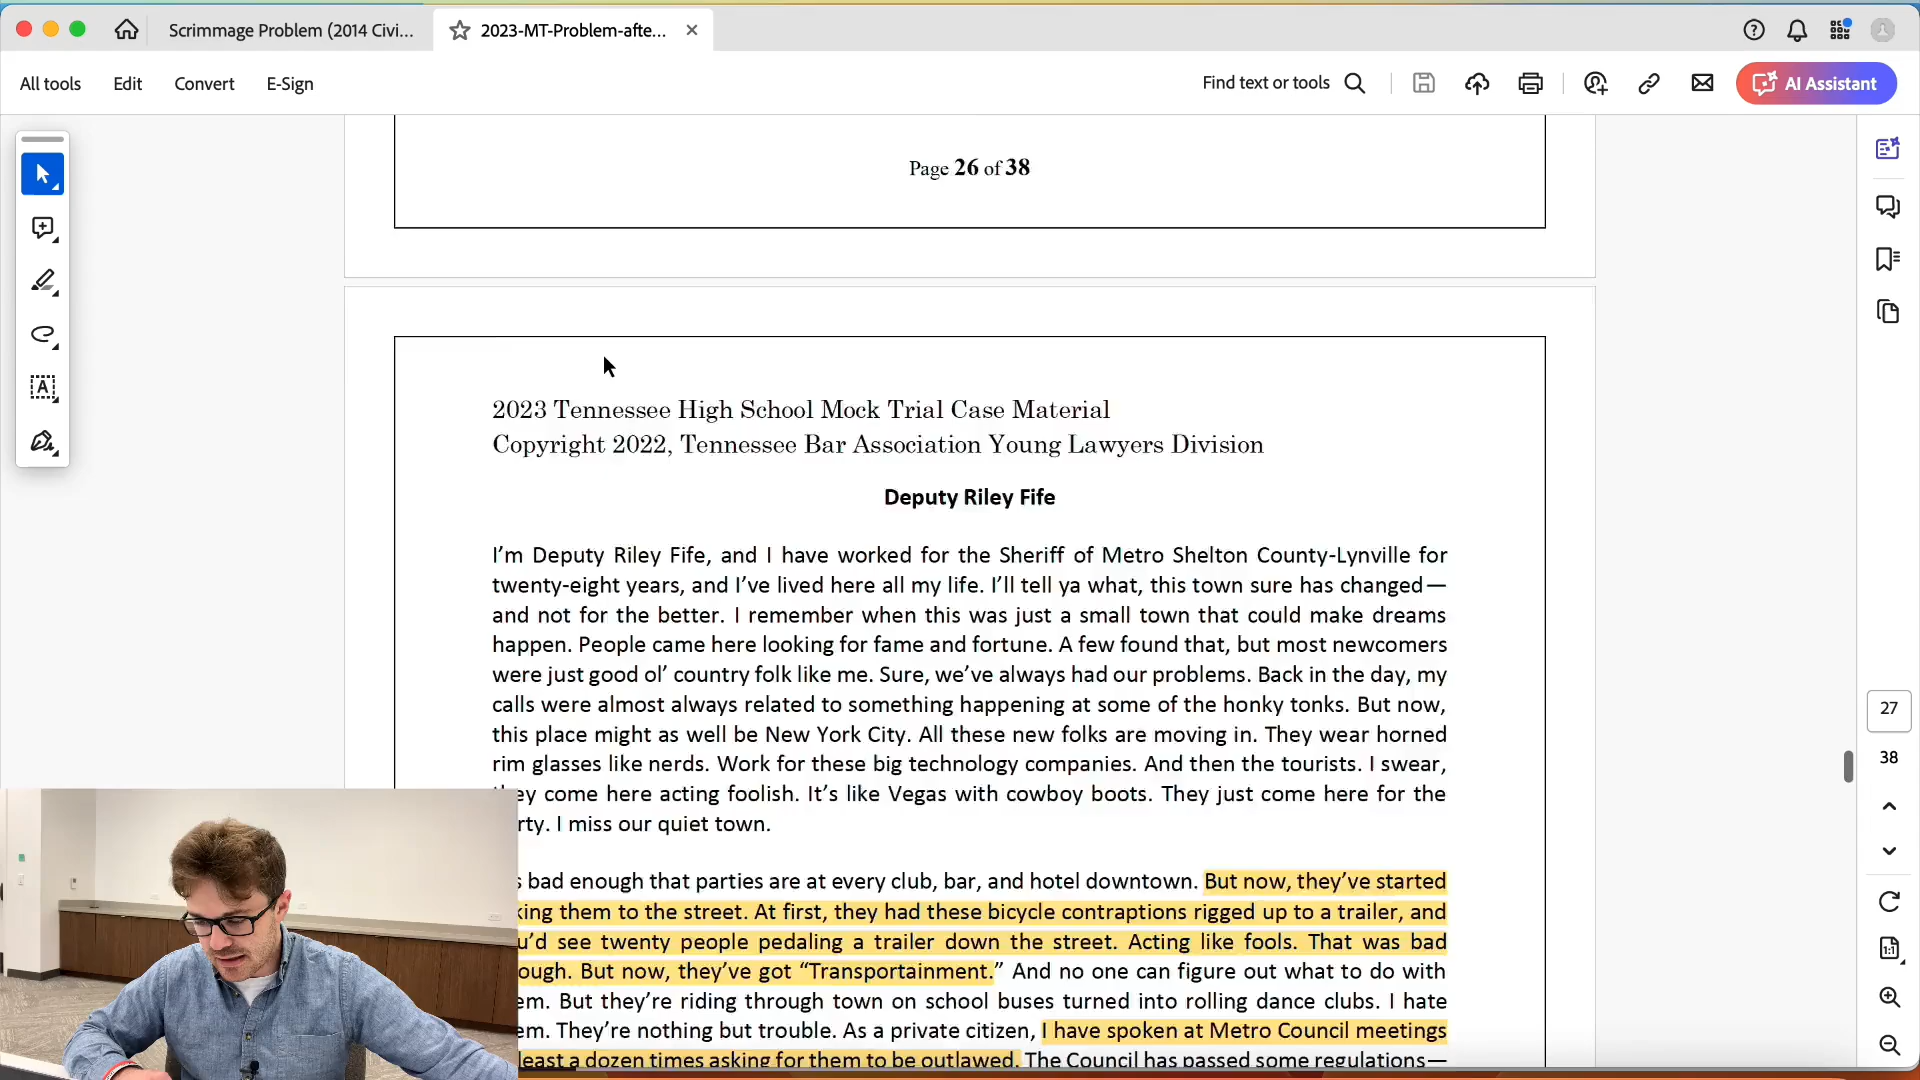 Scrimmage Problem (2014 Civi...
2023-MT-Problem-afte...
All tools
Edit
Convert
E-Sign
Find text or tools
AI Assistant
Page 26 of 38
2023 Tennessee High School Mock Trial Case Material
Copyright 2022, Tennessee Bar Association Young Lawyers Division
Deputy Riley Fife
I'm Deputy Riley Fife, and I have worked for the Sheriff of Metro Shelton County-Lynville for
twenty-eight years, and I've lived here all my life. I'll tell ya what, this town sure has changed—
and not for the better. I remember when this was just a small town that could make dreams
happen. People came here looking for fame and fortune. A few found that, but most newcomers
were just good ol' country folk like me. Sure, we've always had our problems. Back in the day, my
calls were almost always related to something happening at some of the honky tonks. But now,
this place might as well be New York City. All these new folks are moving in. They wear horned
rim glasses like nerds. Work for these big technology companies. And then the tourists. I swear,
they come here acting foolish. It's like Vegas with cowboy boots. They just come here for the
rty. I miss our quiet town.
bad enough that parties are at every club, bar, and hotel downtown. But now, they've started
king them to the street. At first, they had these bicycle contraptions rigged up to a trailer, and
u'd see twenty people pedaling a trailer down the street. Acting like fools. That was bad
ough. But now, they've got "Transportainment." And no one can figure out what to do with
em. But they're riding through town on school buses turned into rolling dance clubs. I hate
em. They're nothing but trouble. As a private citizen, I have spoken at Metro Council meetings
least a dozen times asking for them to be outlawed. The Council has passed some regulations—
27
38